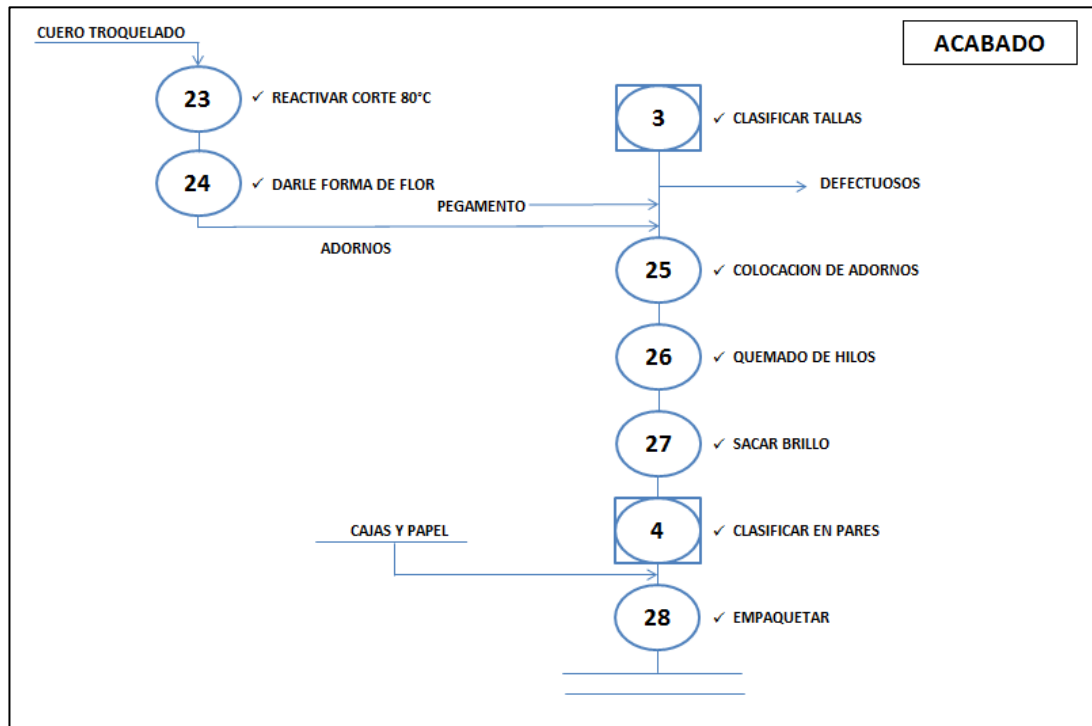 ACABADO
CUERO TROQUELADO
23 ✓ REACTIVAR CORTE 80°C
24 ✓ DARLE FORMA DE FLOR
3 ✓ CLASIFICAR TALLAS
DEFECTUOSOS
PEGAMENTO
ADORNOS
25 ✓ COLOCACION DE ADORNOS
26 ✓ QUEMADO DE HILOS
27 ✓ SACAR BRILLO
4 ✓ CLASIFICAR EN PARES
CAJAS Y PAPEL
28 ✓ EMPAQUETAR